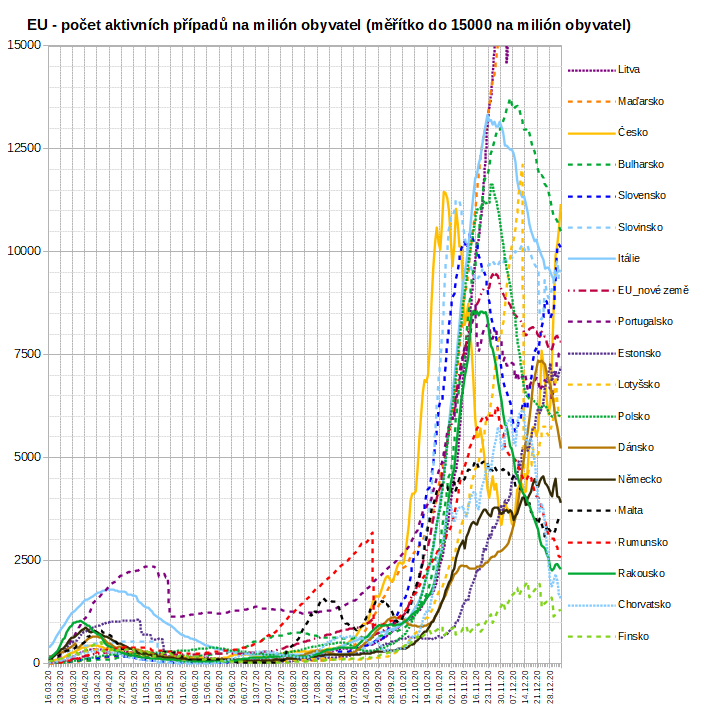 EU - počet aktivních případů na milión obyvatel (měřítko do 15000 na milión obyvatel)
15000
12500
10000
7500
5000
2500
0
Litva
Maďarsko
Česko
Bulharsko
Slovensko
Slovinsko
Itálie
EU_nové země
Portugalsko
Estonsko
Lotyšsko
Polsko
Dánsko
Německo
Malta
Rumunsko
Rakousko
Chorvatsko
Finsko
16.03.20
23.03.20
30.03.20
06.04.20
13.04.20
20.04.20
27.04.20
04.05.20
11.05.20
18.05.20
25.05.20
01.06.20
08.06.20
15.06.20
22.06.20
29.06.20
06.07.20
13.07.20
20.07.20
27.07.20
03.08.20
10.08.20
17.08.20
24.08.20
31.08.20
07.09.20
14.09.20
21.09.20
28.09.20
05.10.20
12.10.20
19.10.20
26.10.20
02.11.20
09.11.20
16.11.20
23.11.20
30.11.20
07.12.20
14.12.20
21.12.20
28.12.20